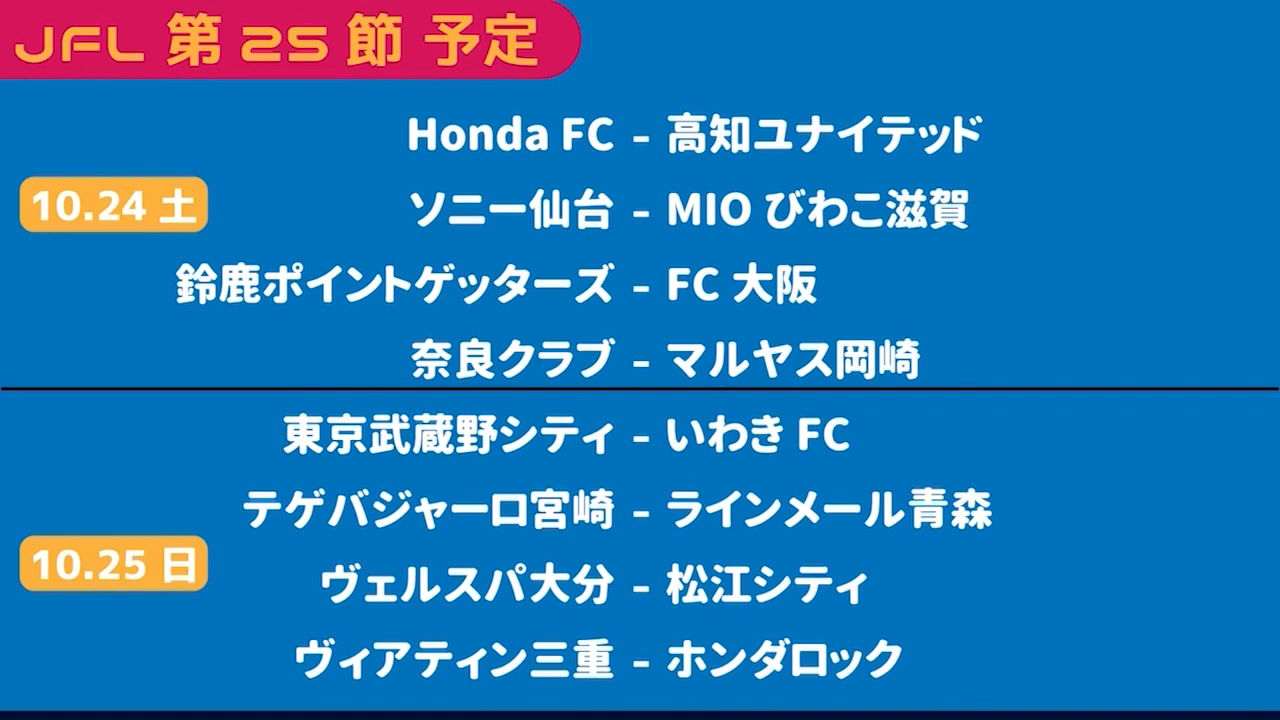 JFL 第 25 節 予定
Honda FC - 高知ユナイテッド
10.24 土
ソニー仙台 - MIO びわこ滋賀
鈴鹿ポイントゲッターズ - FC 大阪
奈良クラブ - マルヤス岡崎
東京武蔵野シティ - いわき FC
テゲバジャーロ宮崎 - ラインメール青森
10.25 日
ヴェルスパ大分 - 松江シティ
ヴィアティン三重 - ホンダロック